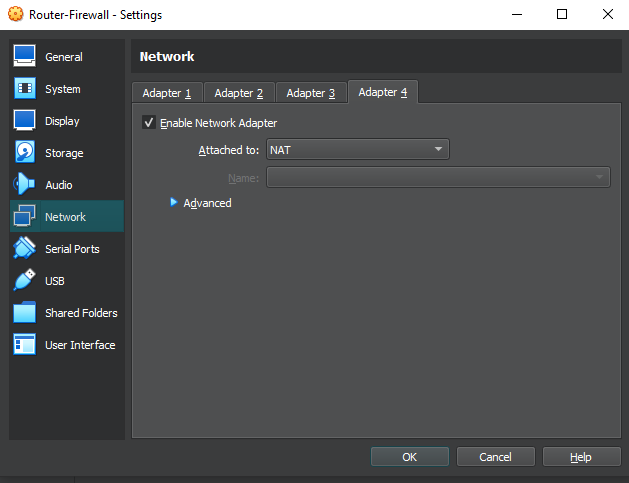 Router-Firewall - Settings
General
System
Display
Storage
Audio
Network
Serial Ports
USB
Shared Folders
User Interface
Network
Adapter 1 Adapter 2 Adapter 3 Adapter 4
Enable Network Adapter
Attached to: NAT
Name:
Advanced
OK Cancel Help